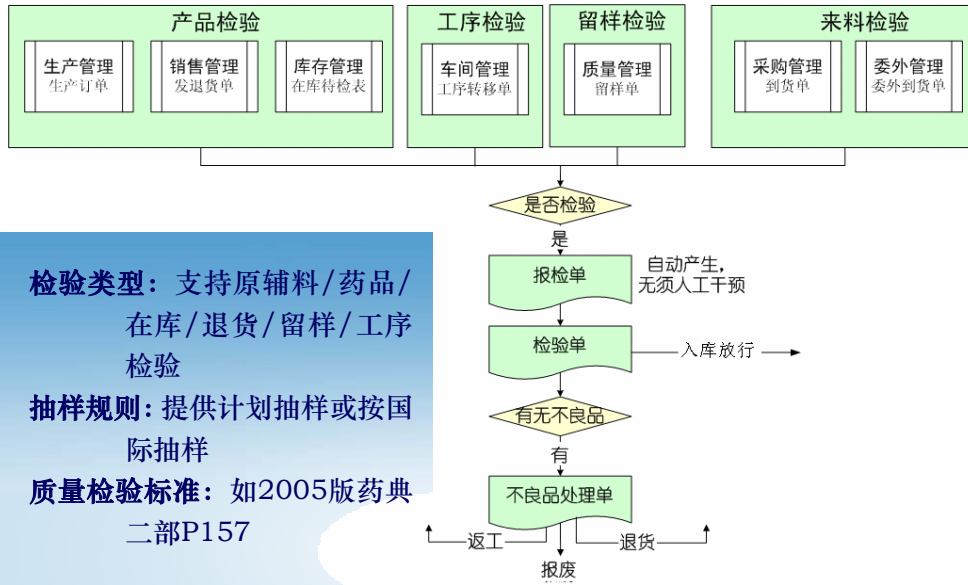 产品检验
工序检验
留样检验
来料检验
生产管理
生产订单
销售管理
发退货单
库存管理
在库待检表
车间管理
工序转移单
质量管理
留样单
采购管理
到货单
委外管理
委外到货单
是否检验
是
报检单
自动产生，
无须人工干预
检验单
入库放行
有无不良品
有
不良品处理单
返工
退货
报废
检验类型：支持原辅料/药品/
在库/退货/留样/工序
检验
抽样规则：提供计划抽样或按国
际抽样
质量检验标准：如2005版药典
二部P157